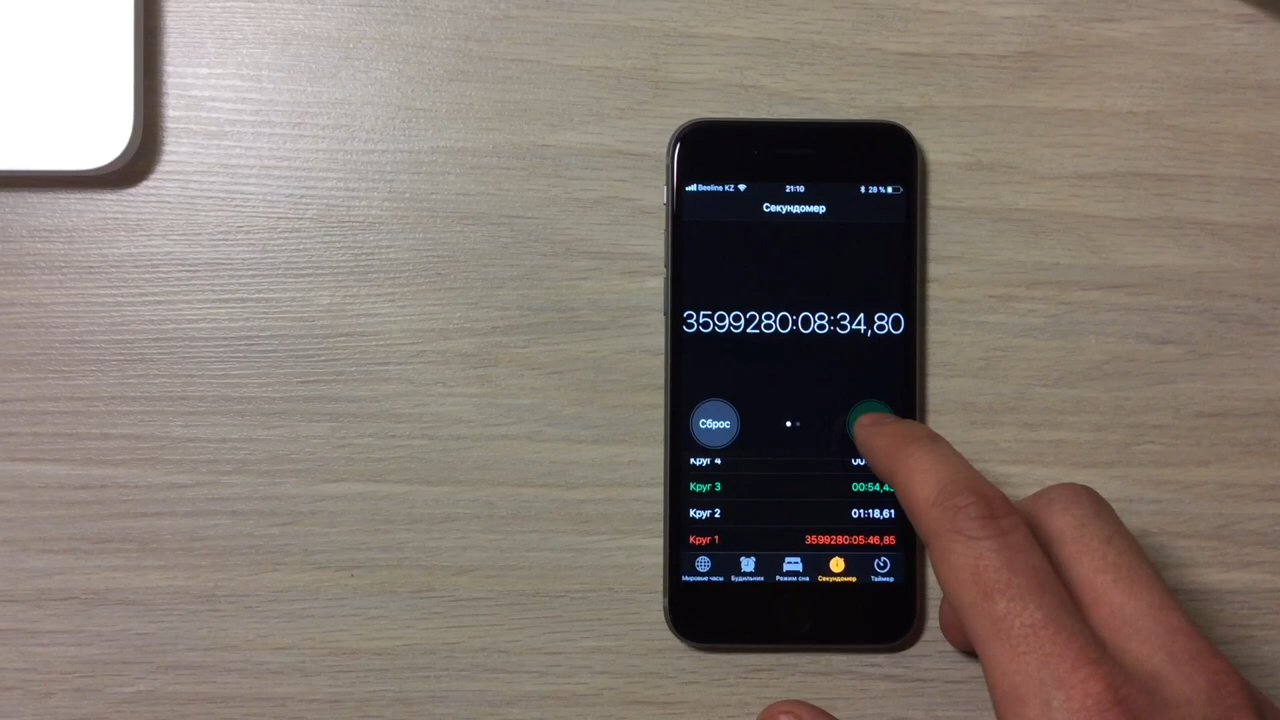 Beeline KZ 21:10 28 %
Секундомер
3599280:08:34,80
Сброс
Круг 4 00
Круг 3 00:54,4
Круг 2 01:18,61
Круг 1 3599280:05:46,85
Мировые часы Будильник Режим сна Секундомер Таймер